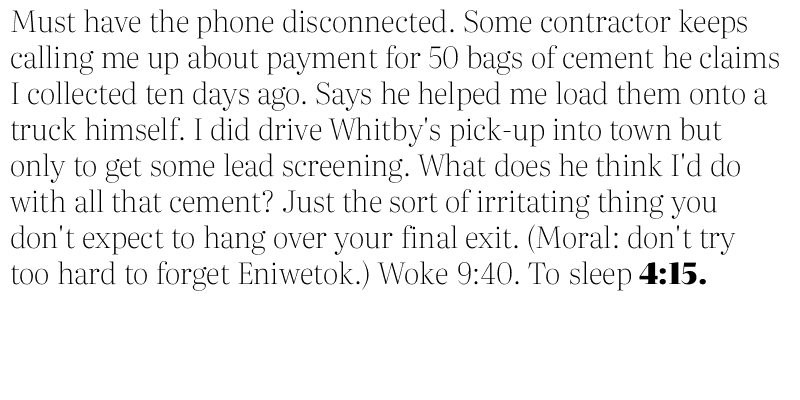 Must have the phone disconnected. Some contractor keeps
calling me up about payment for 50 bags of cement he claims
I collected ten days ago. Says he helped me load them onto a
truck himself. I did drive Whitby's pick-up into town but
only to get some lead screening. What does he think I'd do
with all that cement? Just the sort of irritating thing you
don't expect to hang over your final exit. (Moral: don't try
too hard to forget Eniwetok.) Woke 9:40. To sleep 4:15.